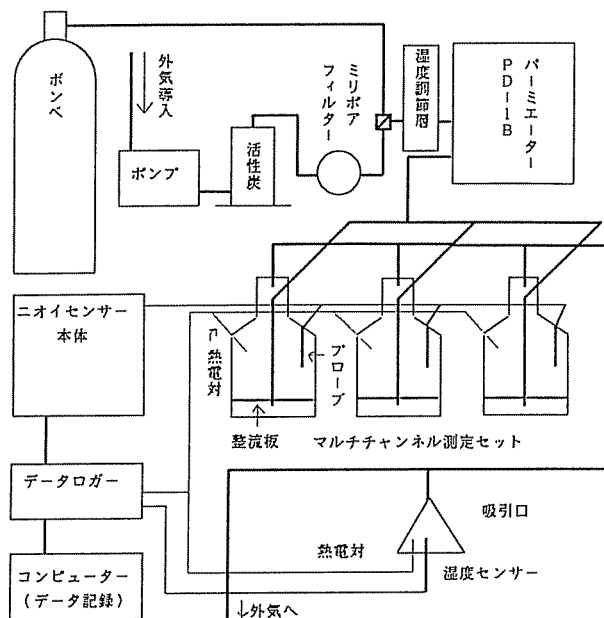 ボンベ
外気導入
ポンプ
活性炭
ミリポア
フィルター
湿度調節層
パーミエーター
PD-1B
ニオイセンサー
本体
熱電対
プローブ
整流板
マルチチャンネル測定セット
データロガー
吸引口
熱電対
湿度センサー
コンピューター
(データ記録)
↓外気へ